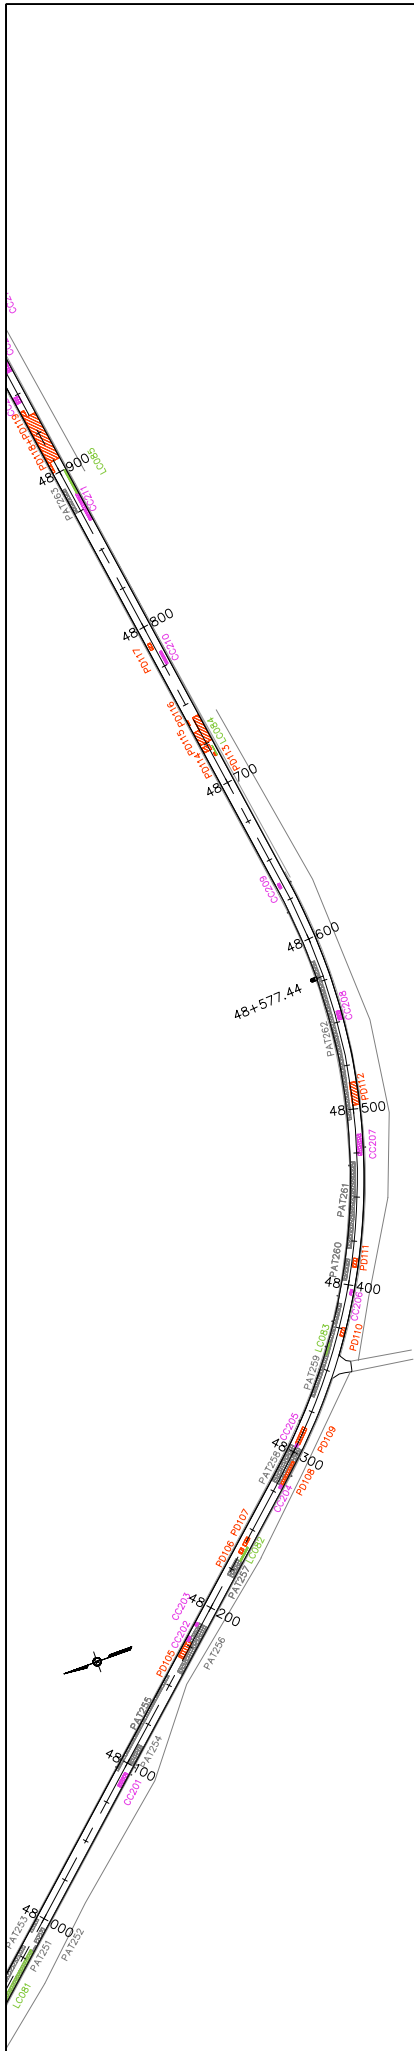 PD118+PD119
48+900
LC085
PAT263
CC211
48+800
PD117
CC210
PD116
PD114+PD115
LC084
PD113
48+700
CC209
48+600
48+577.44
CC208
PAT262
PD112
48+500
CC207
PAT261
PAT260
PD111
48+400
CC206
PD110
LC083
PAT259
CC205
PD109
48+300
PAT258
PD108
CC204
PD107
PD106
LC082
PAT257
48+200
CC203
CC202
PD105
PAT256
PAT255
PAT254
48+100
CC201
48+000
PAT253
PAT252
PAT251
LC081